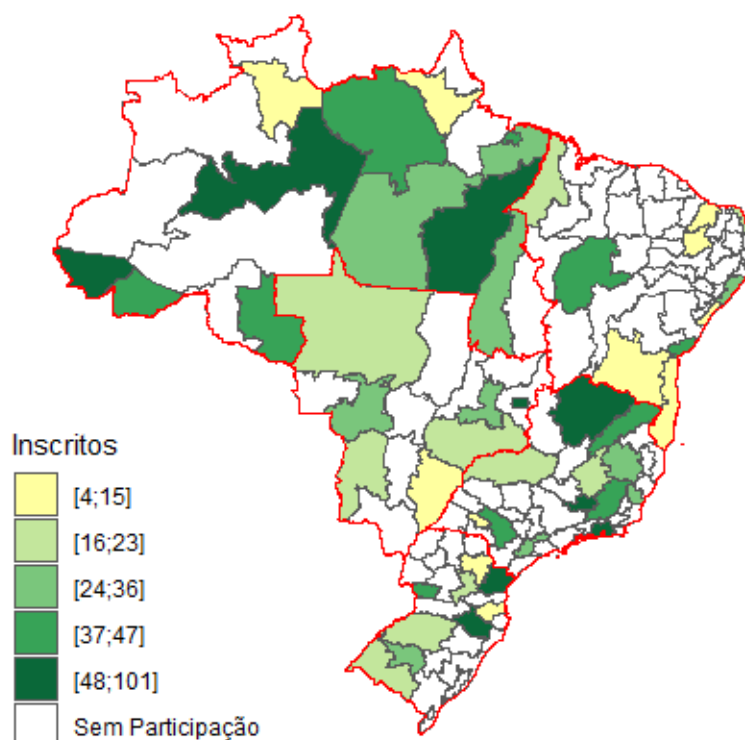 Inscritos
[4;15]
[16;23]
[24;36]
[37;47]
[48;101]
Sem Participação